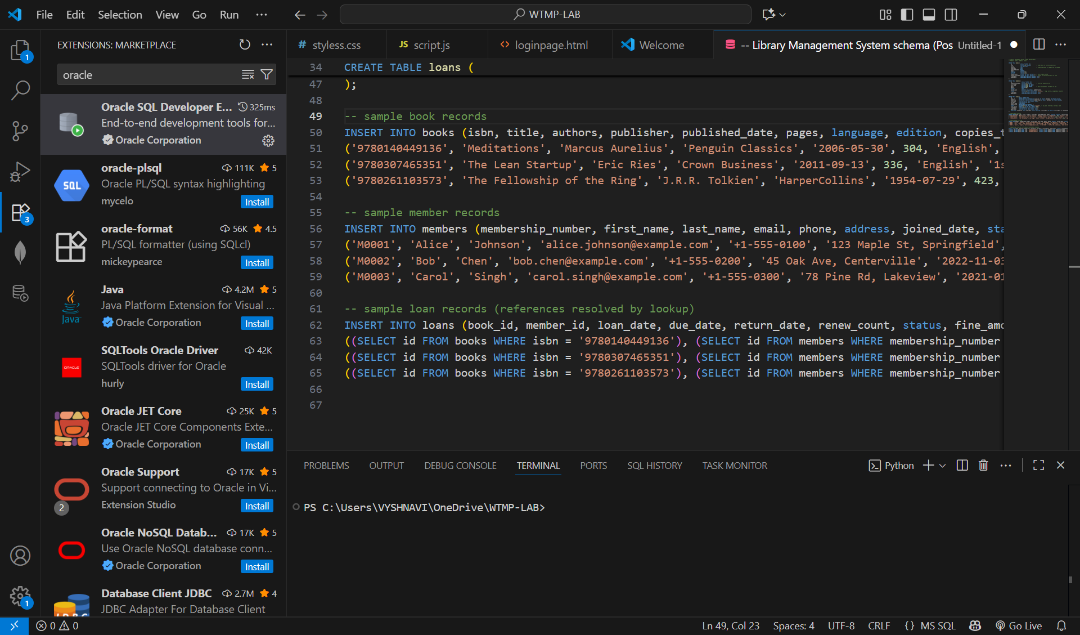 File Edit Selection View Go Run ··· WTMP-LAB
EXTENSIONS: MARKETPLACE
oracle
Oracle SQL Developer E... 325ms
End-to-end development tools for...
Oracle Corporation
oracle-plsql 111K 5
Oracle PL/SQL syntax highlighting
mycelo Install
oracle-format 56K 4.5
PL/SQL formatter (using SQLcl)
mickeypearce Install
Java 4.2M 5
Java Platform Extension for Visual ...
Oracle Corporation Install
SQLTools Oracle Driver 42K
SQLTools driver for Oracle
hurly Install
Oracle JET Core 25K 5
Oracle JET Core Components Exte...
Oracle Corporation Install
Oracle Support 17K 5
Support connecting to Oracle in Vi...
Extension Studio Install
Oracle NoSQL Datab... 17K 5
Use Oracle NoSQL database conn...
Oracle Corporation Install
Database Client JDBC 2.7M 4
JDBC Adapter For Database Client
# styless.css JS script.js <> loginpage.html Welcome -- Library Management System schema (Pos Untitled-1
34 CREATE TABLE loans (
47 );
48
49 -- sample book records
50 INSERT INTO books (isbn, title, authors, publisher, published_date, pages, language, edition, copies_t
51 ('9780140449136', 'Meditations', 'Marcus Aurelius', 'Penguin Classics', '2006-05-30', 304, 'English',
52 ('9780307465351', 'The Lean Startup', 'Eric Ries', 'Crown Business', '2011-09-13', 336, 'English', '1s
53 ('9780261103573', 'The Fellowship of the Ring', 'J.R.R. Tolkien', 'HarperCollins', '1954-07-29', 423,
54
55 -- sample member records
56 INSERT INTO members (membership_number, first_name, last_name, email, phone, address, joined_date, sta
57 ('M0001', 'Alice', 'Johnson', 'alice.johnson@example.com', '+1-555-0100', '123 Maple St, Springfield',
58 ('M0002', 'Bob', 'Chen', 'bob.chen@example.com', '+1-555-0200', '45 Oak Ave, Centerville', '2022-11-03
59 ('M0003', 'Carol', 'Singh', 'carol.singh@example.com', '+1-555-0300', '78 Pine Rd, Lakeview', '2021-01
60
61 -- sample loan records (references resolved by lookup)
62 INSERT INTO loans (book_id, member_id, loan_date, due_date, return_date, renew_count, status, fine_amo
63 ((SELECT id FROM books WHERE isbn = '9780140449136'), (SELECT id FROM members WHERE membership_number
64 ((SELECT id FROM books WHERE isbn = '9780307465351'), (SELECT id FROM members WHERE membership_number
65 ((SELECT id FROM books WHERE isbn = '9780261103573'), (SELECT id FROM members WHERE membership_number
66
67
PROBLEMS OUTPUT DEBUG CONSOLE TERMINAL PORTS SQL HISTORY TASK MONITOR Python
PS C:\Users\VYSHNAVI\OneDrive\WTMP-LAB>
0 0 Ln 49, Col 23 Spaces: 4 UTF-8 CRLF {} MS SQL Go Live